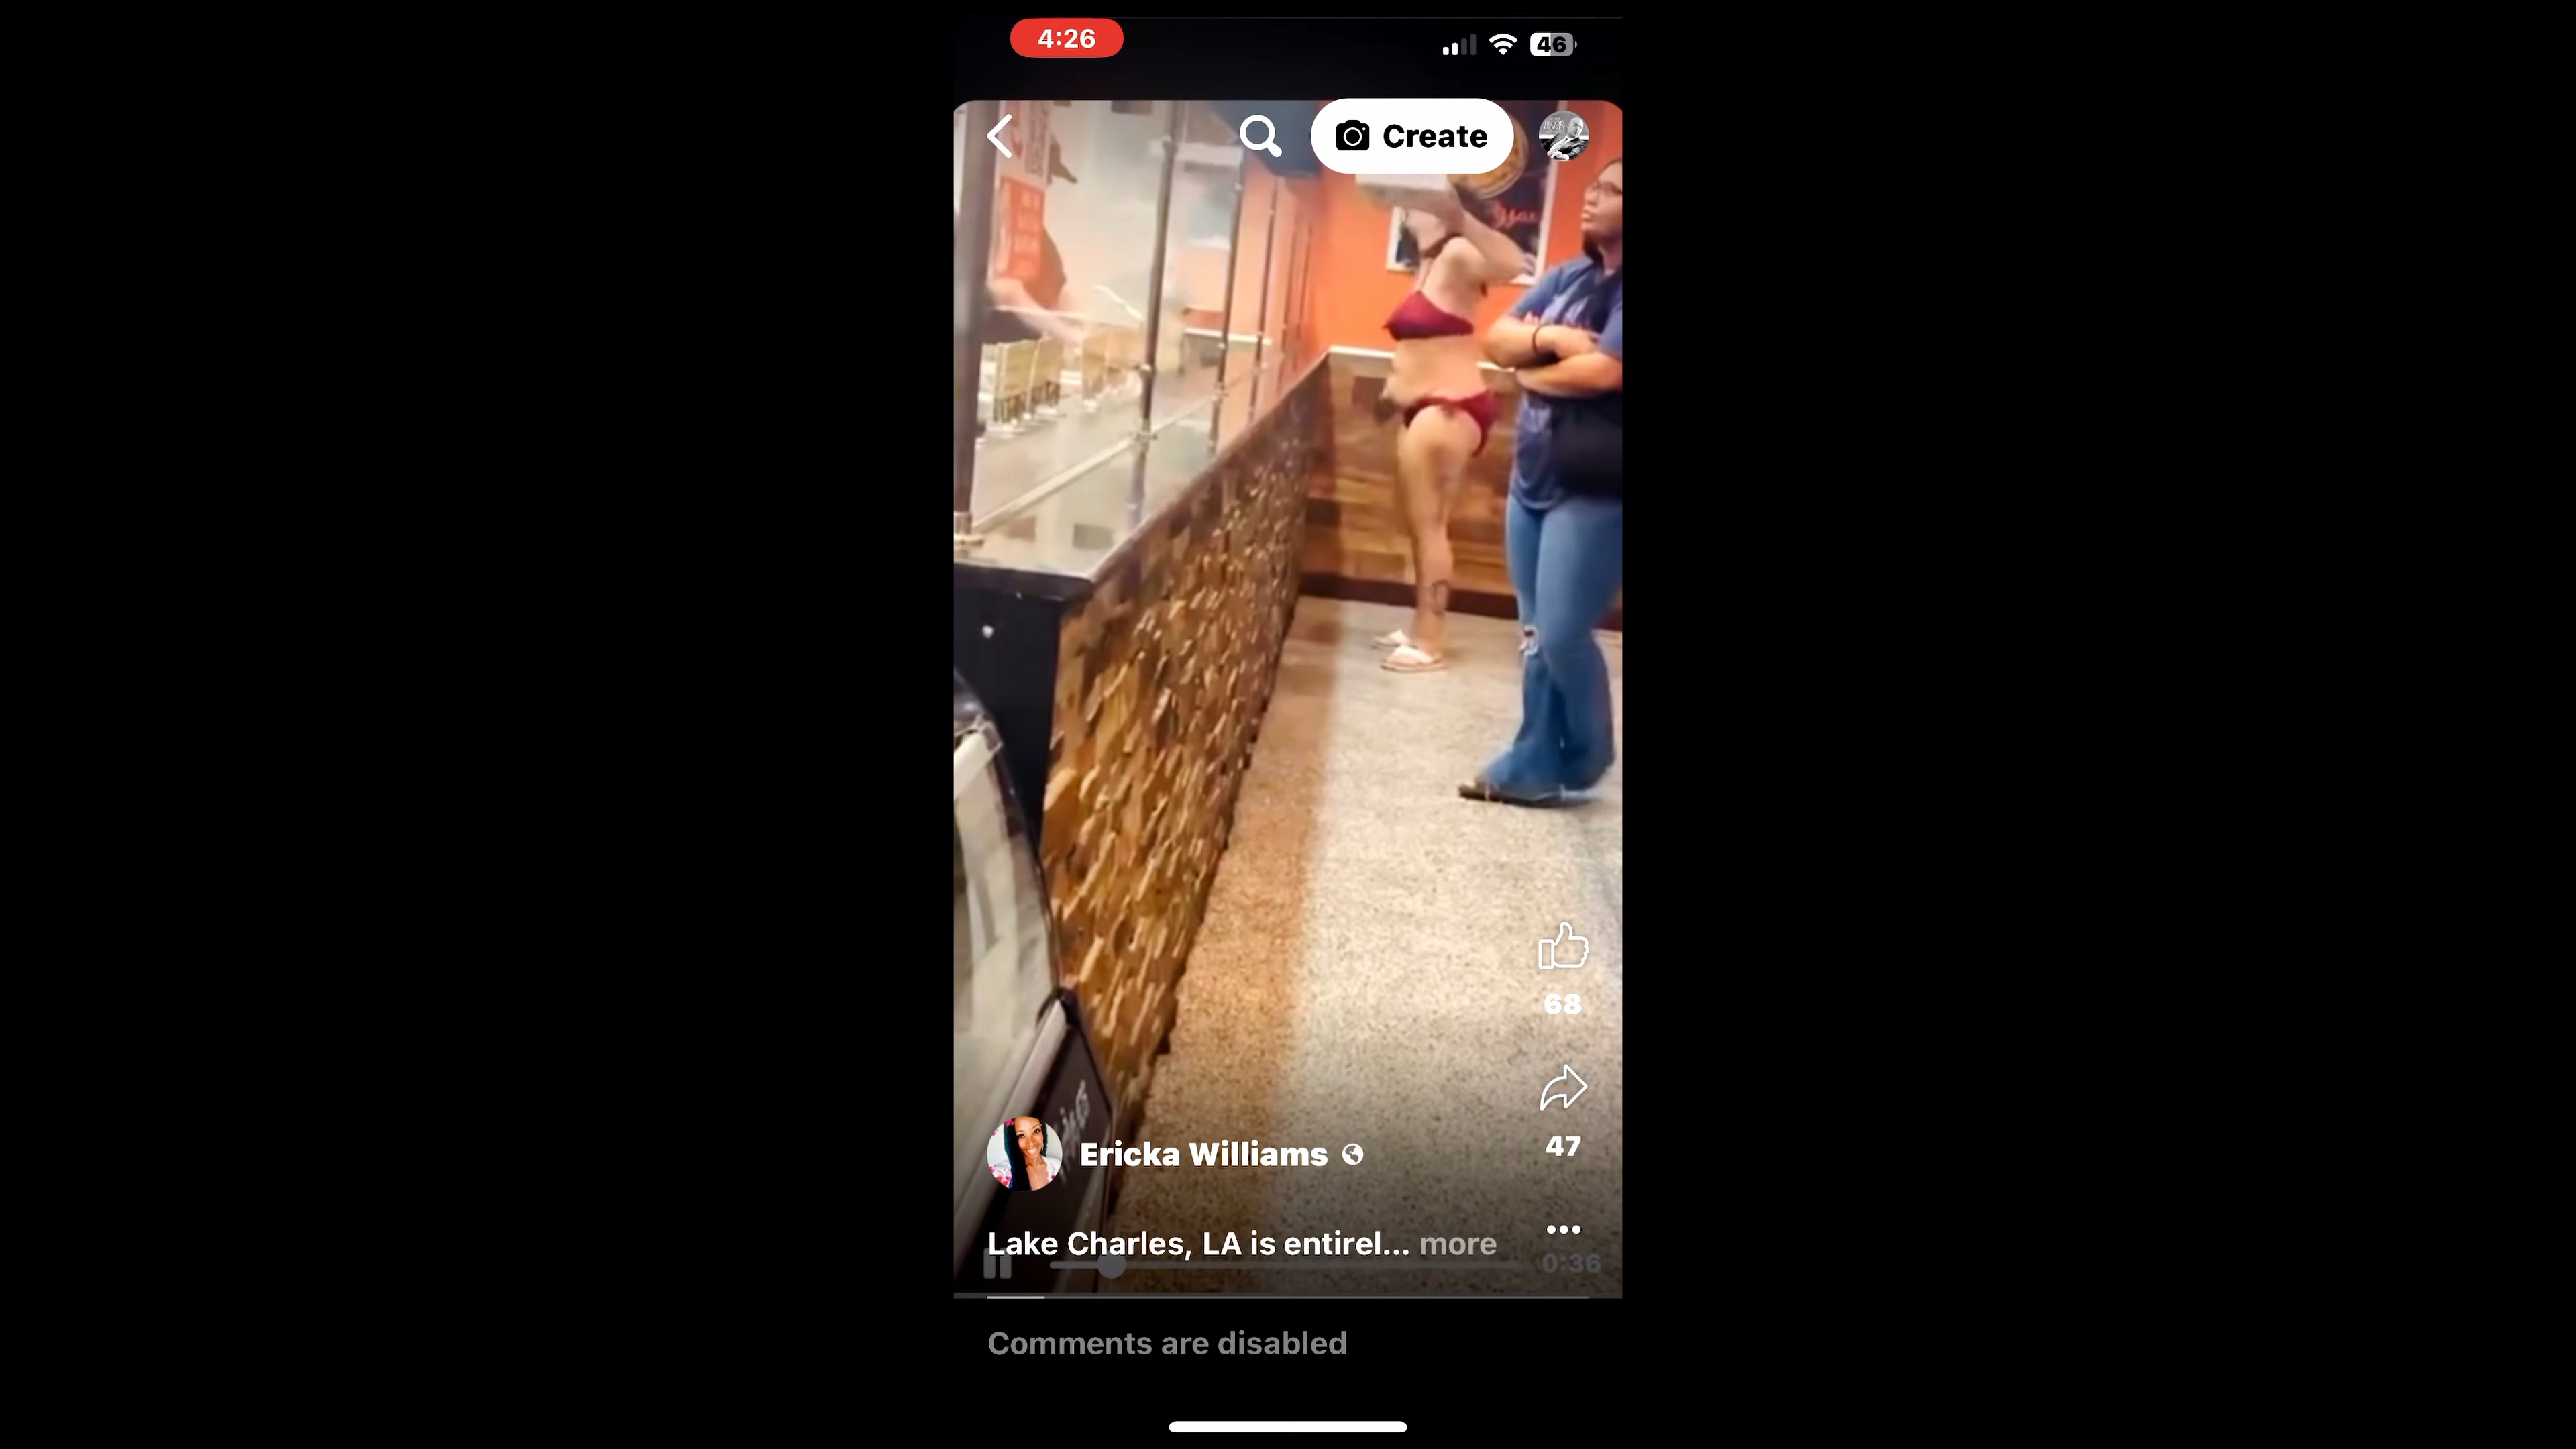 4:26
46
Create
68
47
Ericka Williams
Lake Charles, LA is entirel... more
0:36
Comments are disabled